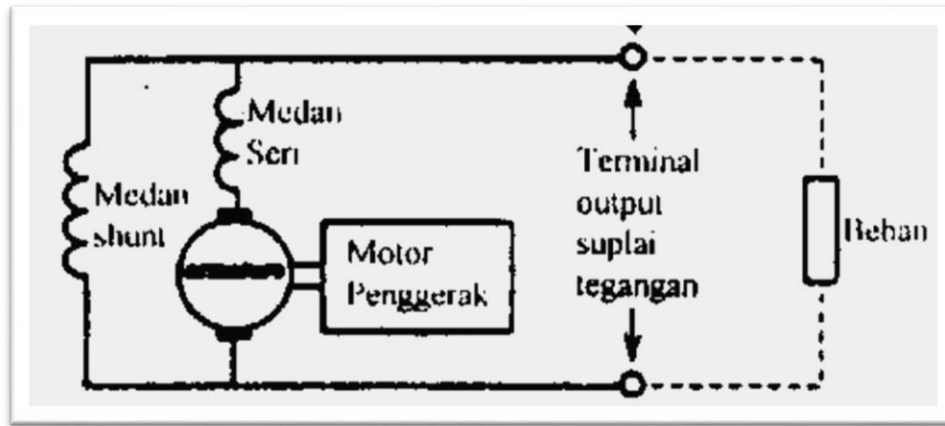 Medan
Seri
Medan
shunt
Motor
Penggerak
Terminal
output
suplai
tegangan
Beban